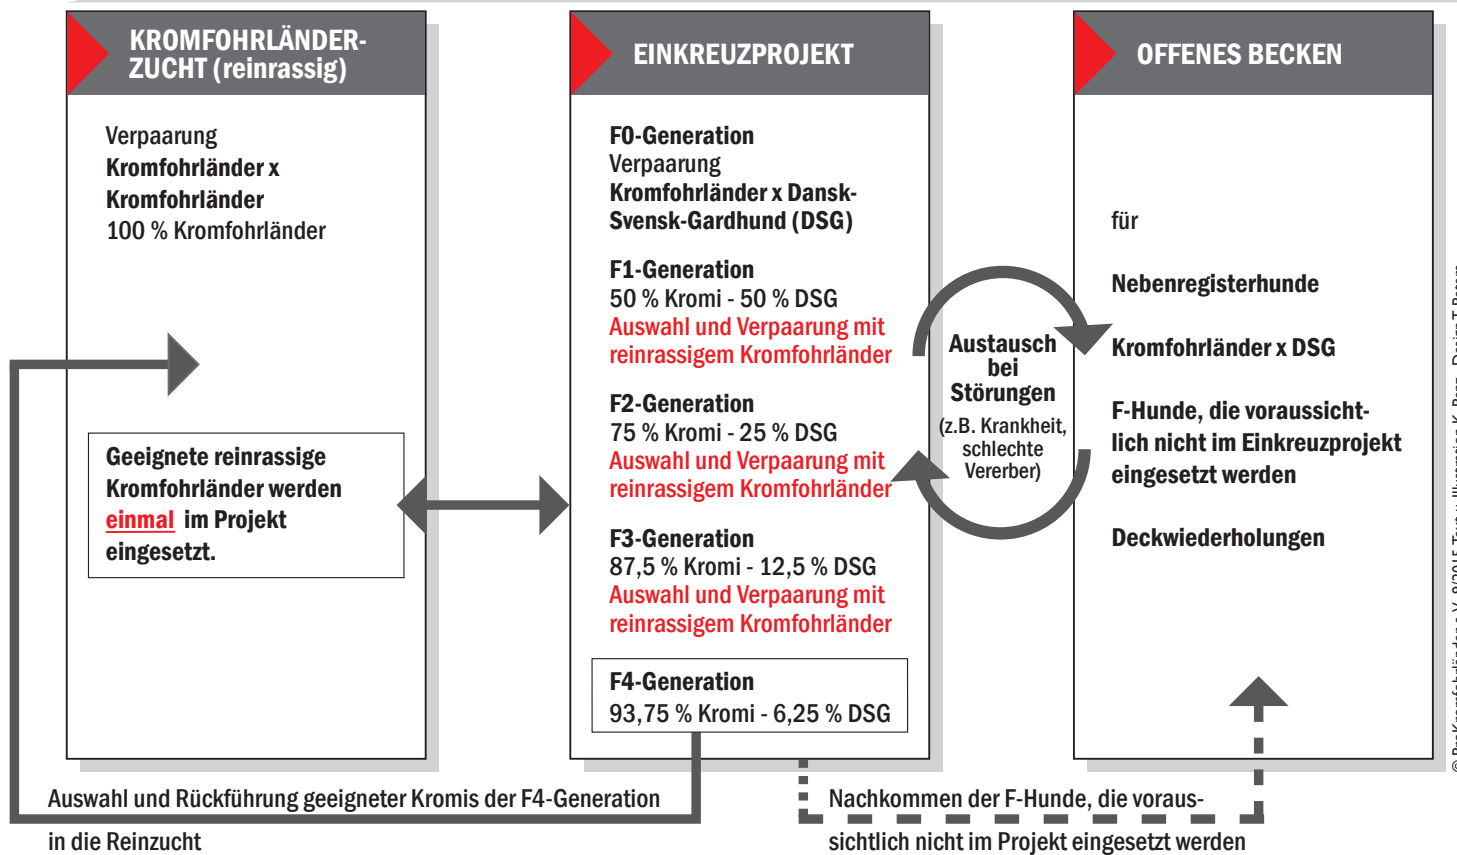 KROMFOHRLÄNDER-
ZUCHT (reinrassig)
Verpaarung
Kromfohrländer x
Kromfohrländer
100 % Kromfohrländer
Geeignete reinrassige
Kromfohrländer werden
einmal im Projekt
eingesetzt.
EINKREUZPROJEKT
F0-Generation
Verpaarung
Kromfohrländer x Dansk-
Svensk-Gardhund (DSG)
F1-Generation
50 % Kromi - 50 % DSG
Auswahl und Verpaarung mit
reinrassigem Kromfohrländer
F2-Generation
75 % Kromi - 25 % DSG
Auswahl und Verpaarung mit
reinrassigem Kromfohrländer
F3-Generation
87,5 % Kromi - 12,5 % DSG
Auswahl und Verpaarung mit
reinrassigem Kromfohrländer
F4-Generation
93,75 % Kromi - 6,25 % DSG
Austausch
bei
Störungen
(z.B. Krankheit,
schlechte
Vererber)
OFFENES BECKEN
für
Nebenregisterhunde
Kromfohrländer x DSG
F-Hunde, die voraussicht-
lich nicht im Einkreuzprojekt
eingesetzt werden
Deckwiederholungen
Auswahl und Rückführung geeigneter Kromis der F4-Generation
in die Reinzucht
Nachkommen der F-Hunde, die voraus-
sichtlich nicht im Projekt eingesetzt werden